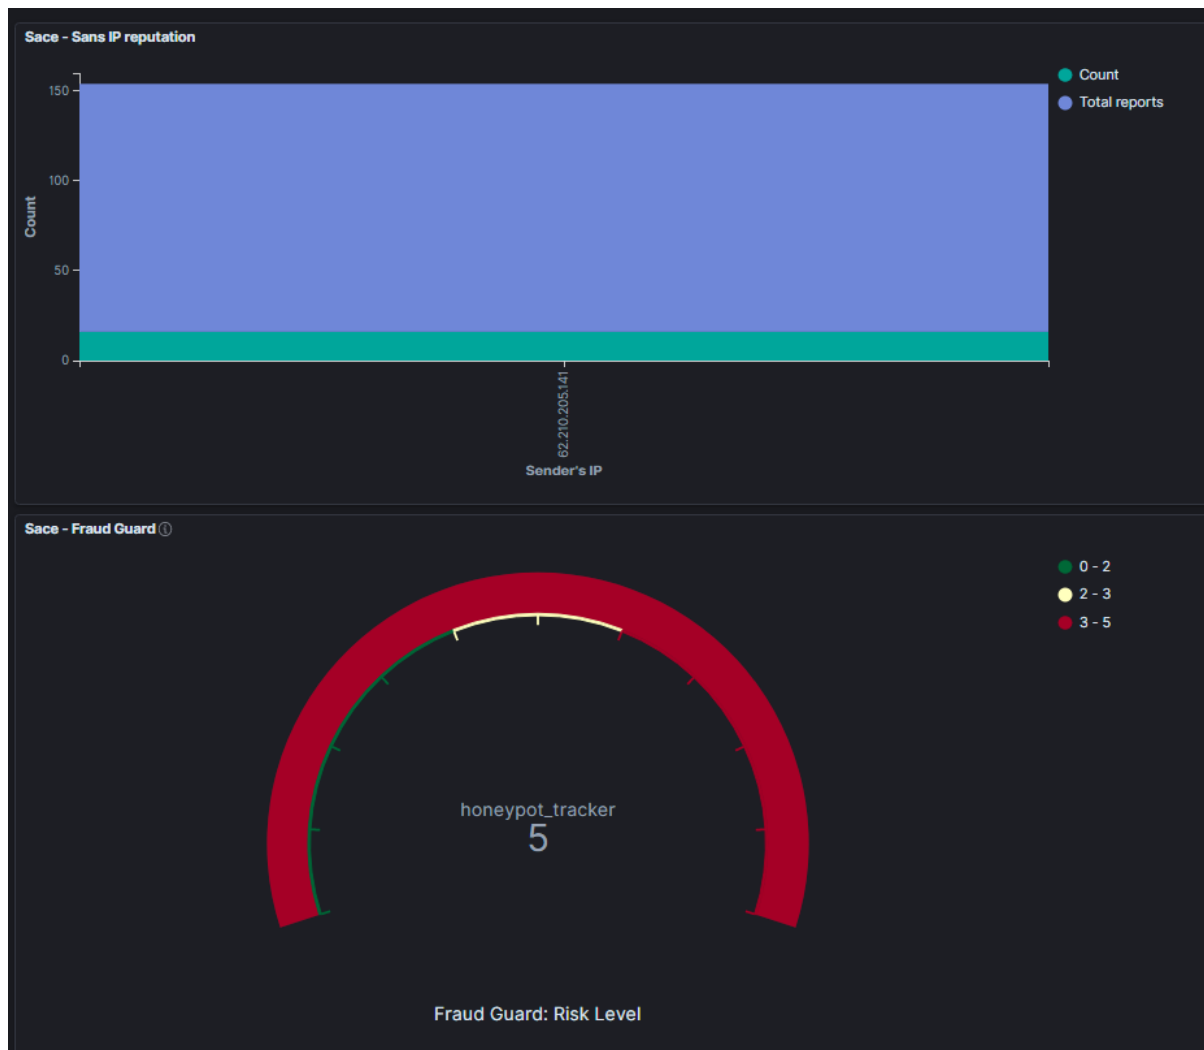 Sace - Sans IP reputation
Count
Total reports
150
100
50
0
Count
62.210.205.141
Sender's IP
Sace - Fraud Guard
0 - 2
2 - 3
3 - 5
honeypot_tracker
5
Fraud Guard: Risk Level